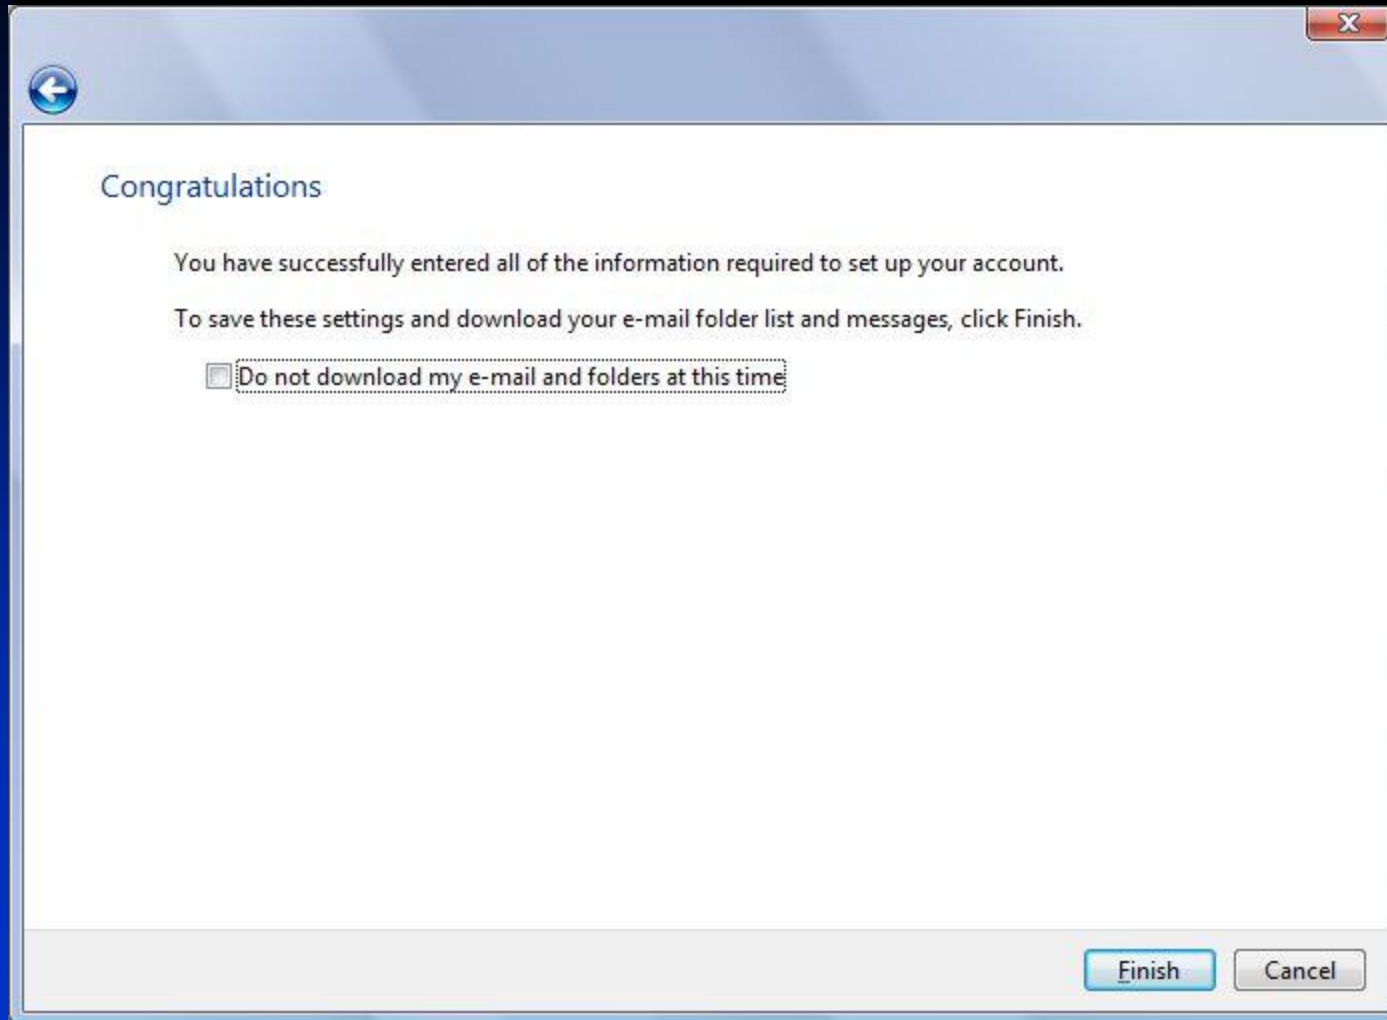 Congratulations
You have successfully entered all of the information required to set up your account.
To save these settings and download your e-mail folder list and messages, click Finish.
Do not download my e-mail and folders at this time
Finish
Cancel